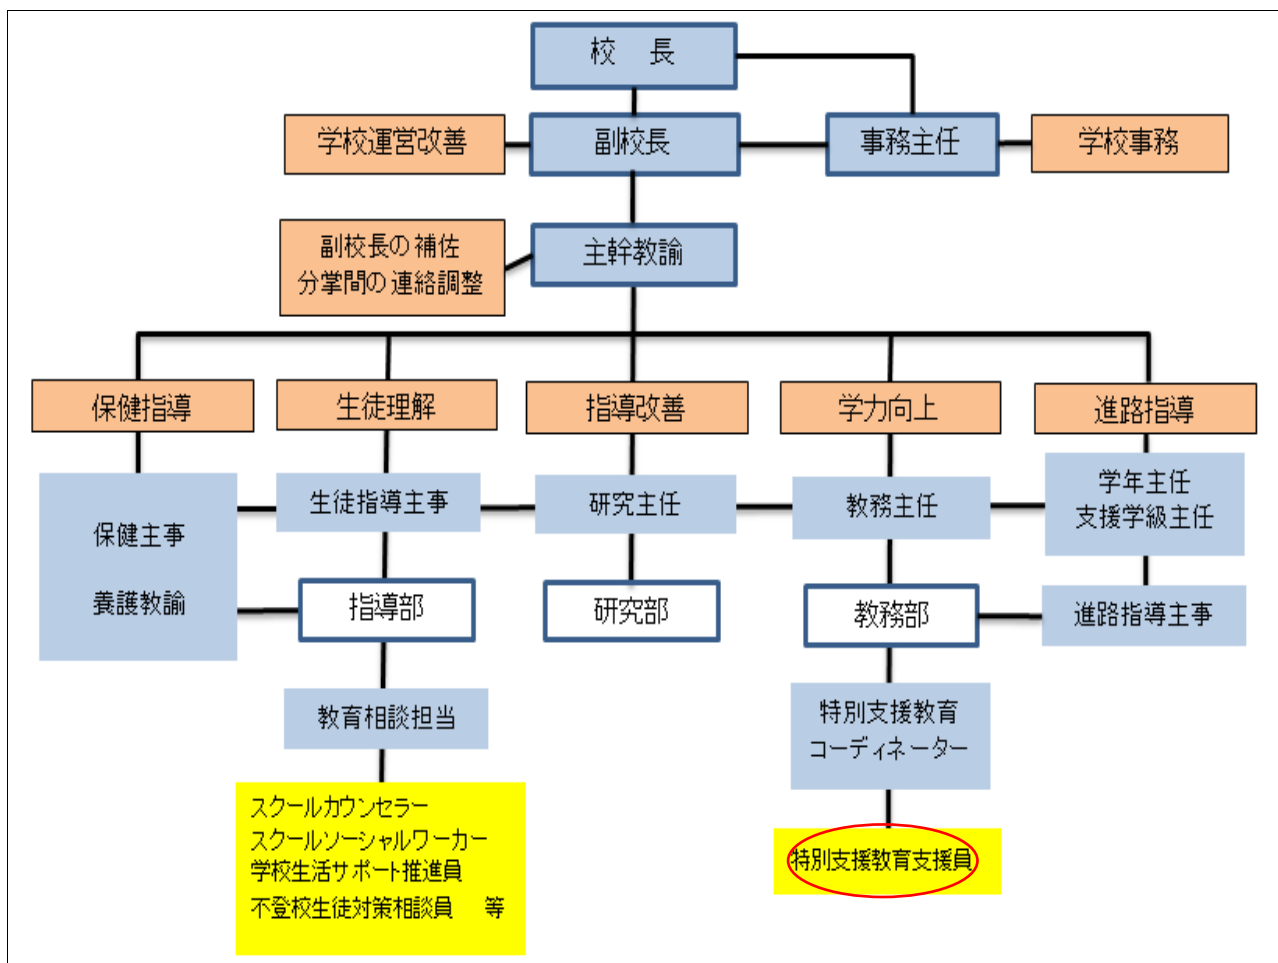 校　長
学校運営改善
副校長
事務主任
学校事務
副校長の補佐
分掌間の連絡調整
主幹教諭
保健指導
生徒理解
指導改善
学力向上
進路指導
保健主事
養護教諭
生徒指導主事
研究主任
教務主任
学年主任
支援学級主任
指導部
研究部
教務部
進路指導主事
教育相談担当
特別支援教育
コーディネーター
スクールカウンセラー
スクールソーシャルワーカー
学校生活サポート推進員
不登校生徒対策相談員　等
特別支援教育支援員